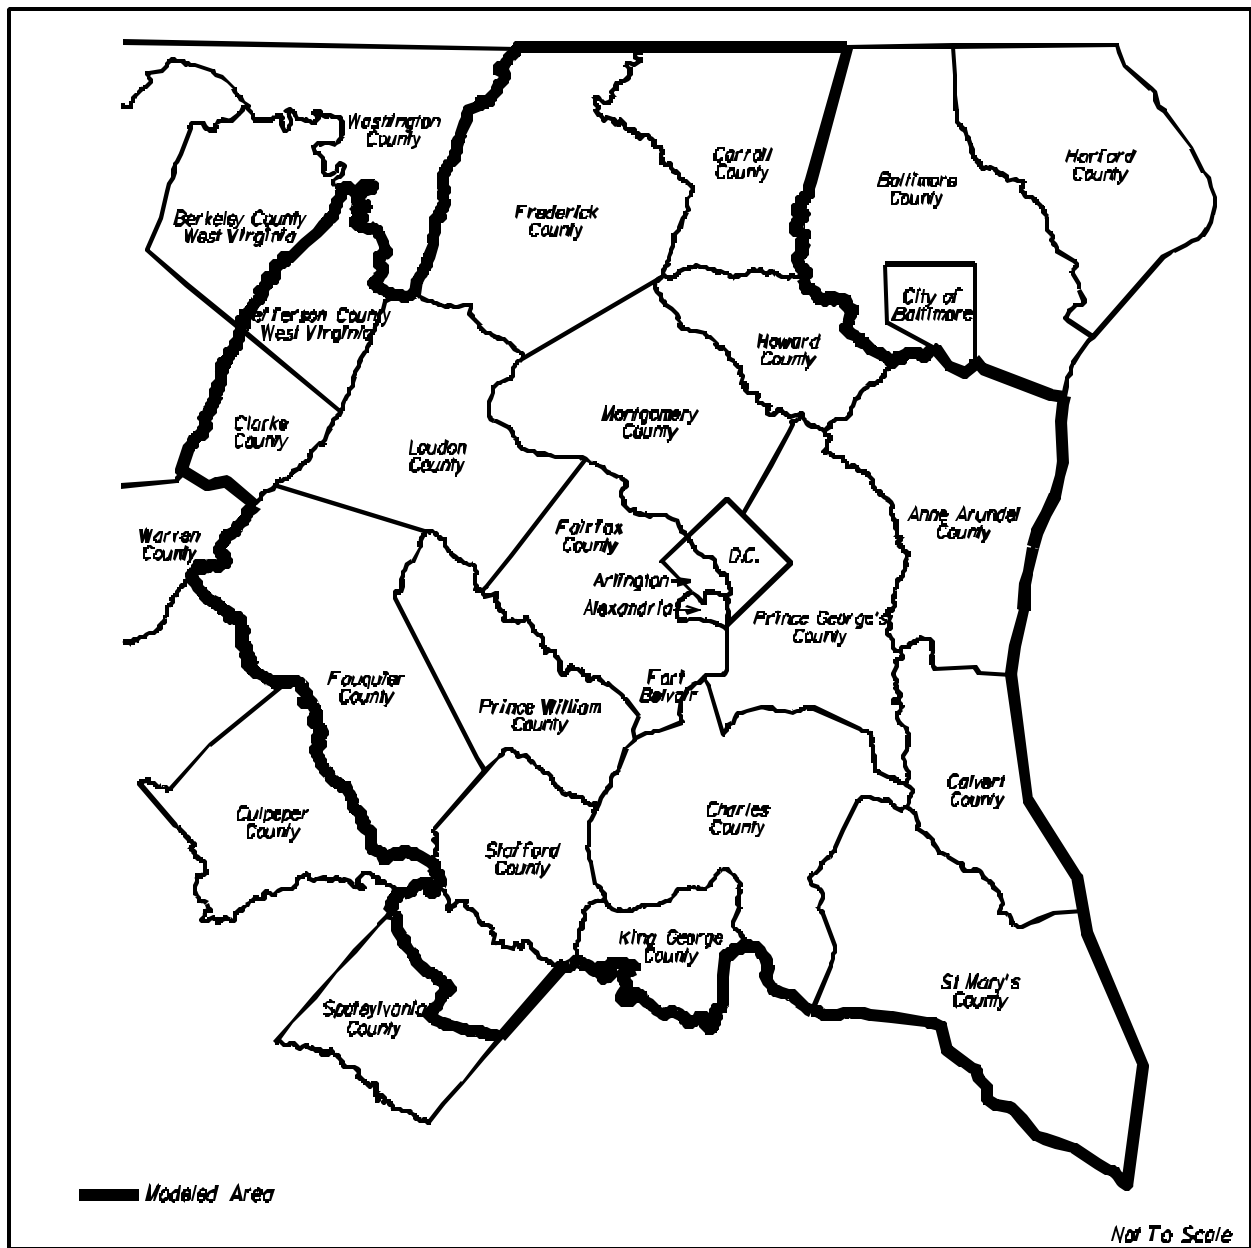 Washington
County
Carroll
County
Harford
County
Baltimore
County
Frederick
County
Berkeley County
West Virginia
City of
Baltimore
efferson County
West Virginia
Howard
County
Clarke
County
Loudon
County
Montgomery
County
Warren
County
Fairfax
County
D.C.
Anne Arundel
County
Arlington
Alexandria
Prince George's
County
Fauquier
County
Fort
Belvoir
Prince William
County
Culpeper
County
Charles
County
Calvert
County
Stafford
County
King George
County
St Mary's
County
Spotsylvania
County
Modeled Area
Not To Scale